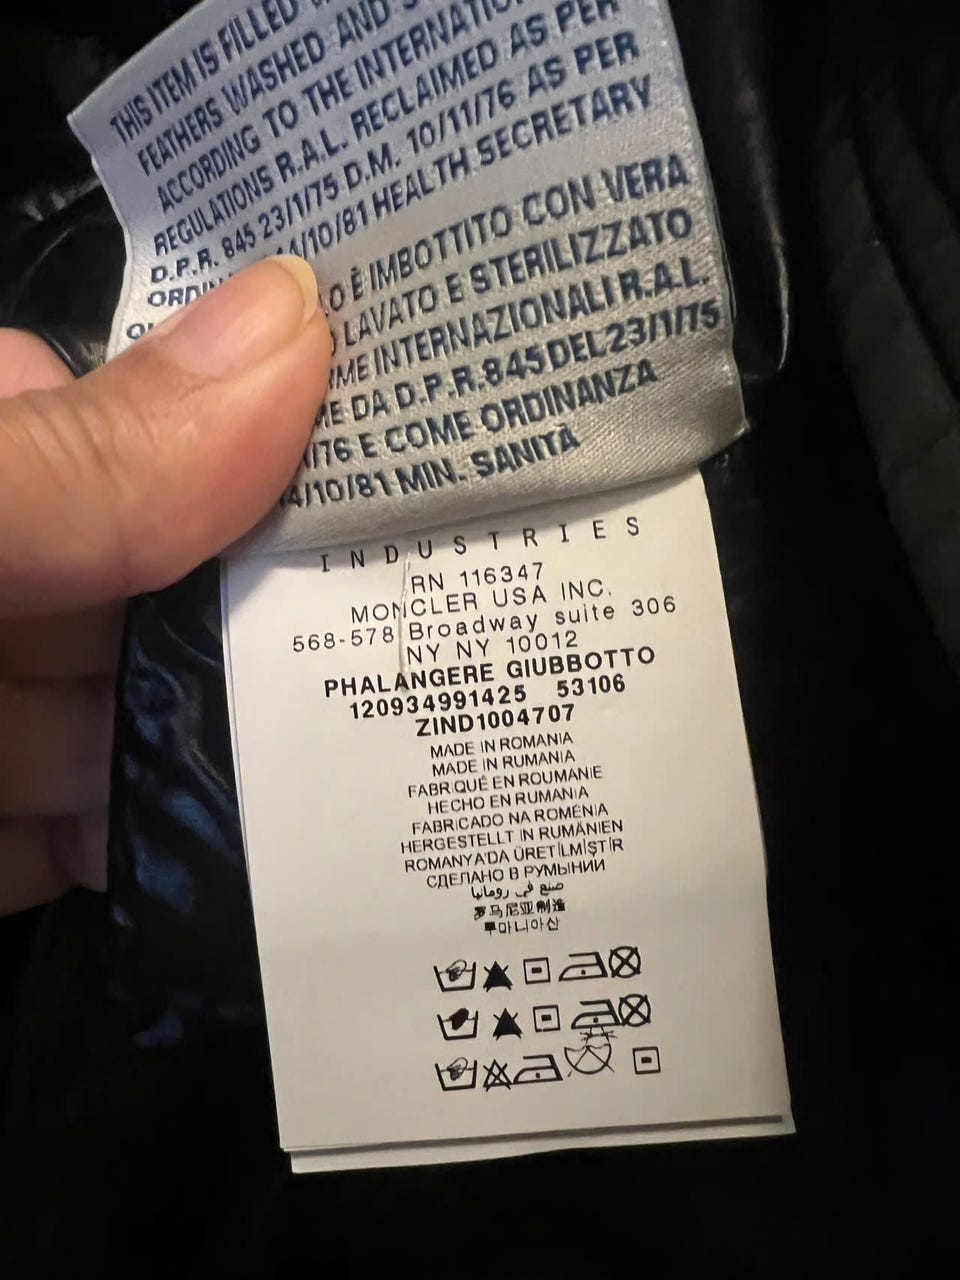 THIS ITEM IS FILLED
FEATHERS WASHED AND
ACCORDING TO THE INTERNATIO
REGULATIONS R.A.L. RECLAIMED AS PER
D.P.R. 845 23/1/75 D.M. 10/11/76 AS PER
ORDIN 4/10/81 HEALTH SECRETARY
O È IMBOTTITO CON VERA
LAVATO E STERILIZZATO
ME INTERNAZIONALI R.A.L.
ME DA D.P.R.845 DEL 23/1/75
/76 E COME ORDINANZA
14/10/81 MIN. SANITÀ
INDUSTRIES
RN 116347
MONCLER USA INC.
568-578 Broadway suite 306
NY NY 10012
PHALANGERE GIUBBOTTO
120934991425 53106
ZIND1004707
MADE IN ROMANIA
MADE IN RUMANIA
FABRIQUÉ EN ROUMANIE
HECHO EN RUMANIA
FABRICADO NA ROMÉNIA
HERGESTELLT IN RUMÄNIEN
ROMANYA'DA ÜRETİLMİŞTİR
СДЕЛАНО В РУМЫНИИ
صنع في رومانيا
罗马尼亚制造
루마니아산